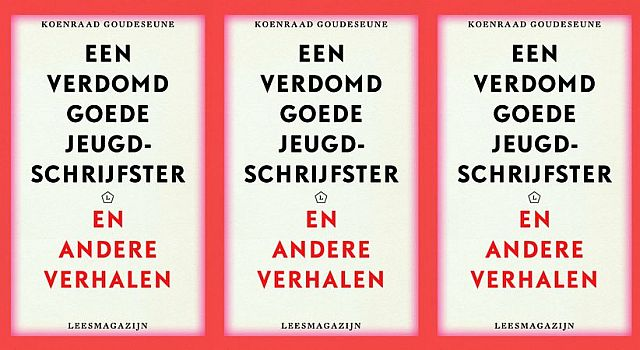 KOENRAAD GOUDESEUNE
EEN
VERDOMD
GOEDE
JEUGD-
SCHRIJFSTER
L
EN
ANDERE
VERHALEN
LEESMAGAZIJN
KOENRAAD GOUDESEUNE
EEN
VERDOMD
GOEDE
JEUGD-
SCHRIJFSTER
L
EN
ANDERE
VERHALEN
LEESMAGAZIJN
KOENRAAD GOUDESEUNE
EEN
VERDOMD
GOEDE
JEUGD-
SCHRIJFSTER
L
EN
ANDERE
VERHALEN
LEESMAGAZIJN